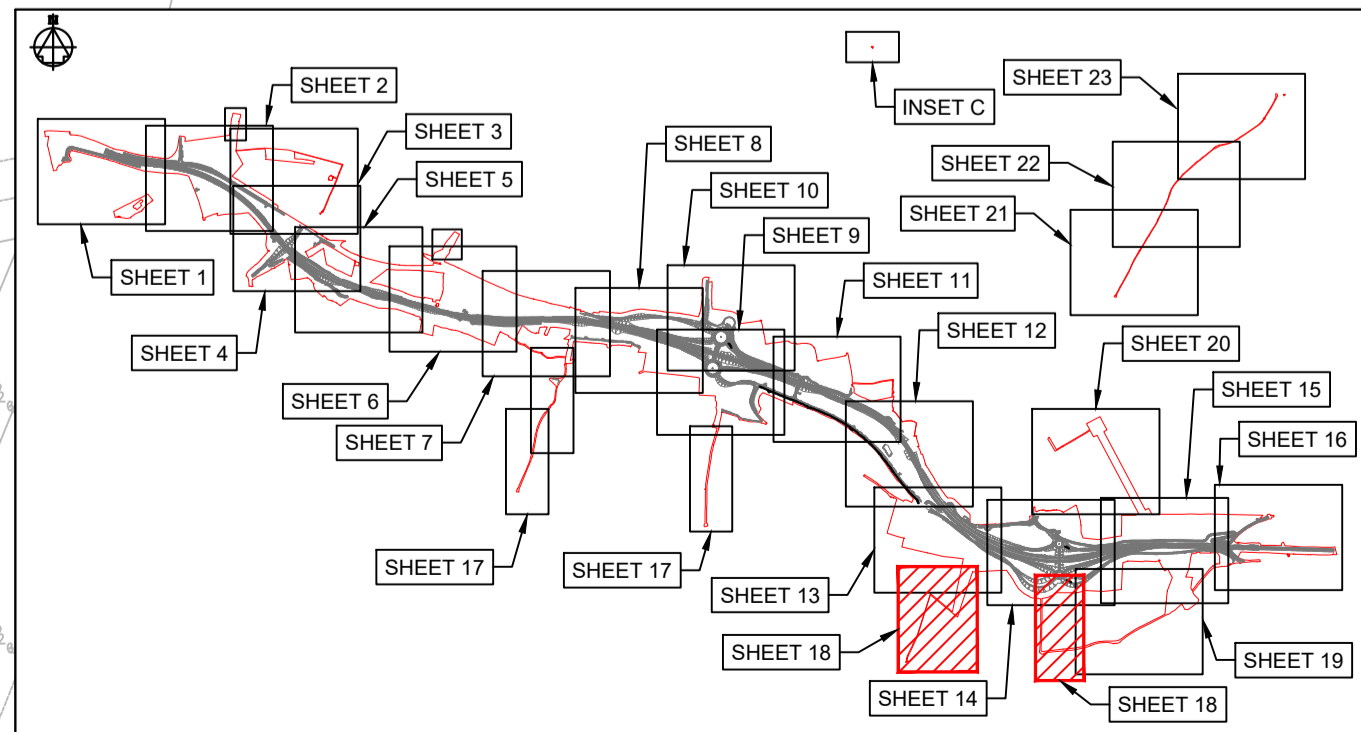 SHEET 2
INSET C
SHEET 23
SHEET 3
SHEET 8
SHEET 22
SHEET 5
SHEET 10
SHEET 21
SHEET 9
SHEET 1
SHEET 11
SHEET 12
SHEET 4
SHEET 20
SHEET 15
SHEET 6
SHEET 16
SHEET 7
SHEET 17
SHEET 17
SHEET 13
SHEET 18
SHEET 19
SHEET 14
SHEET 18